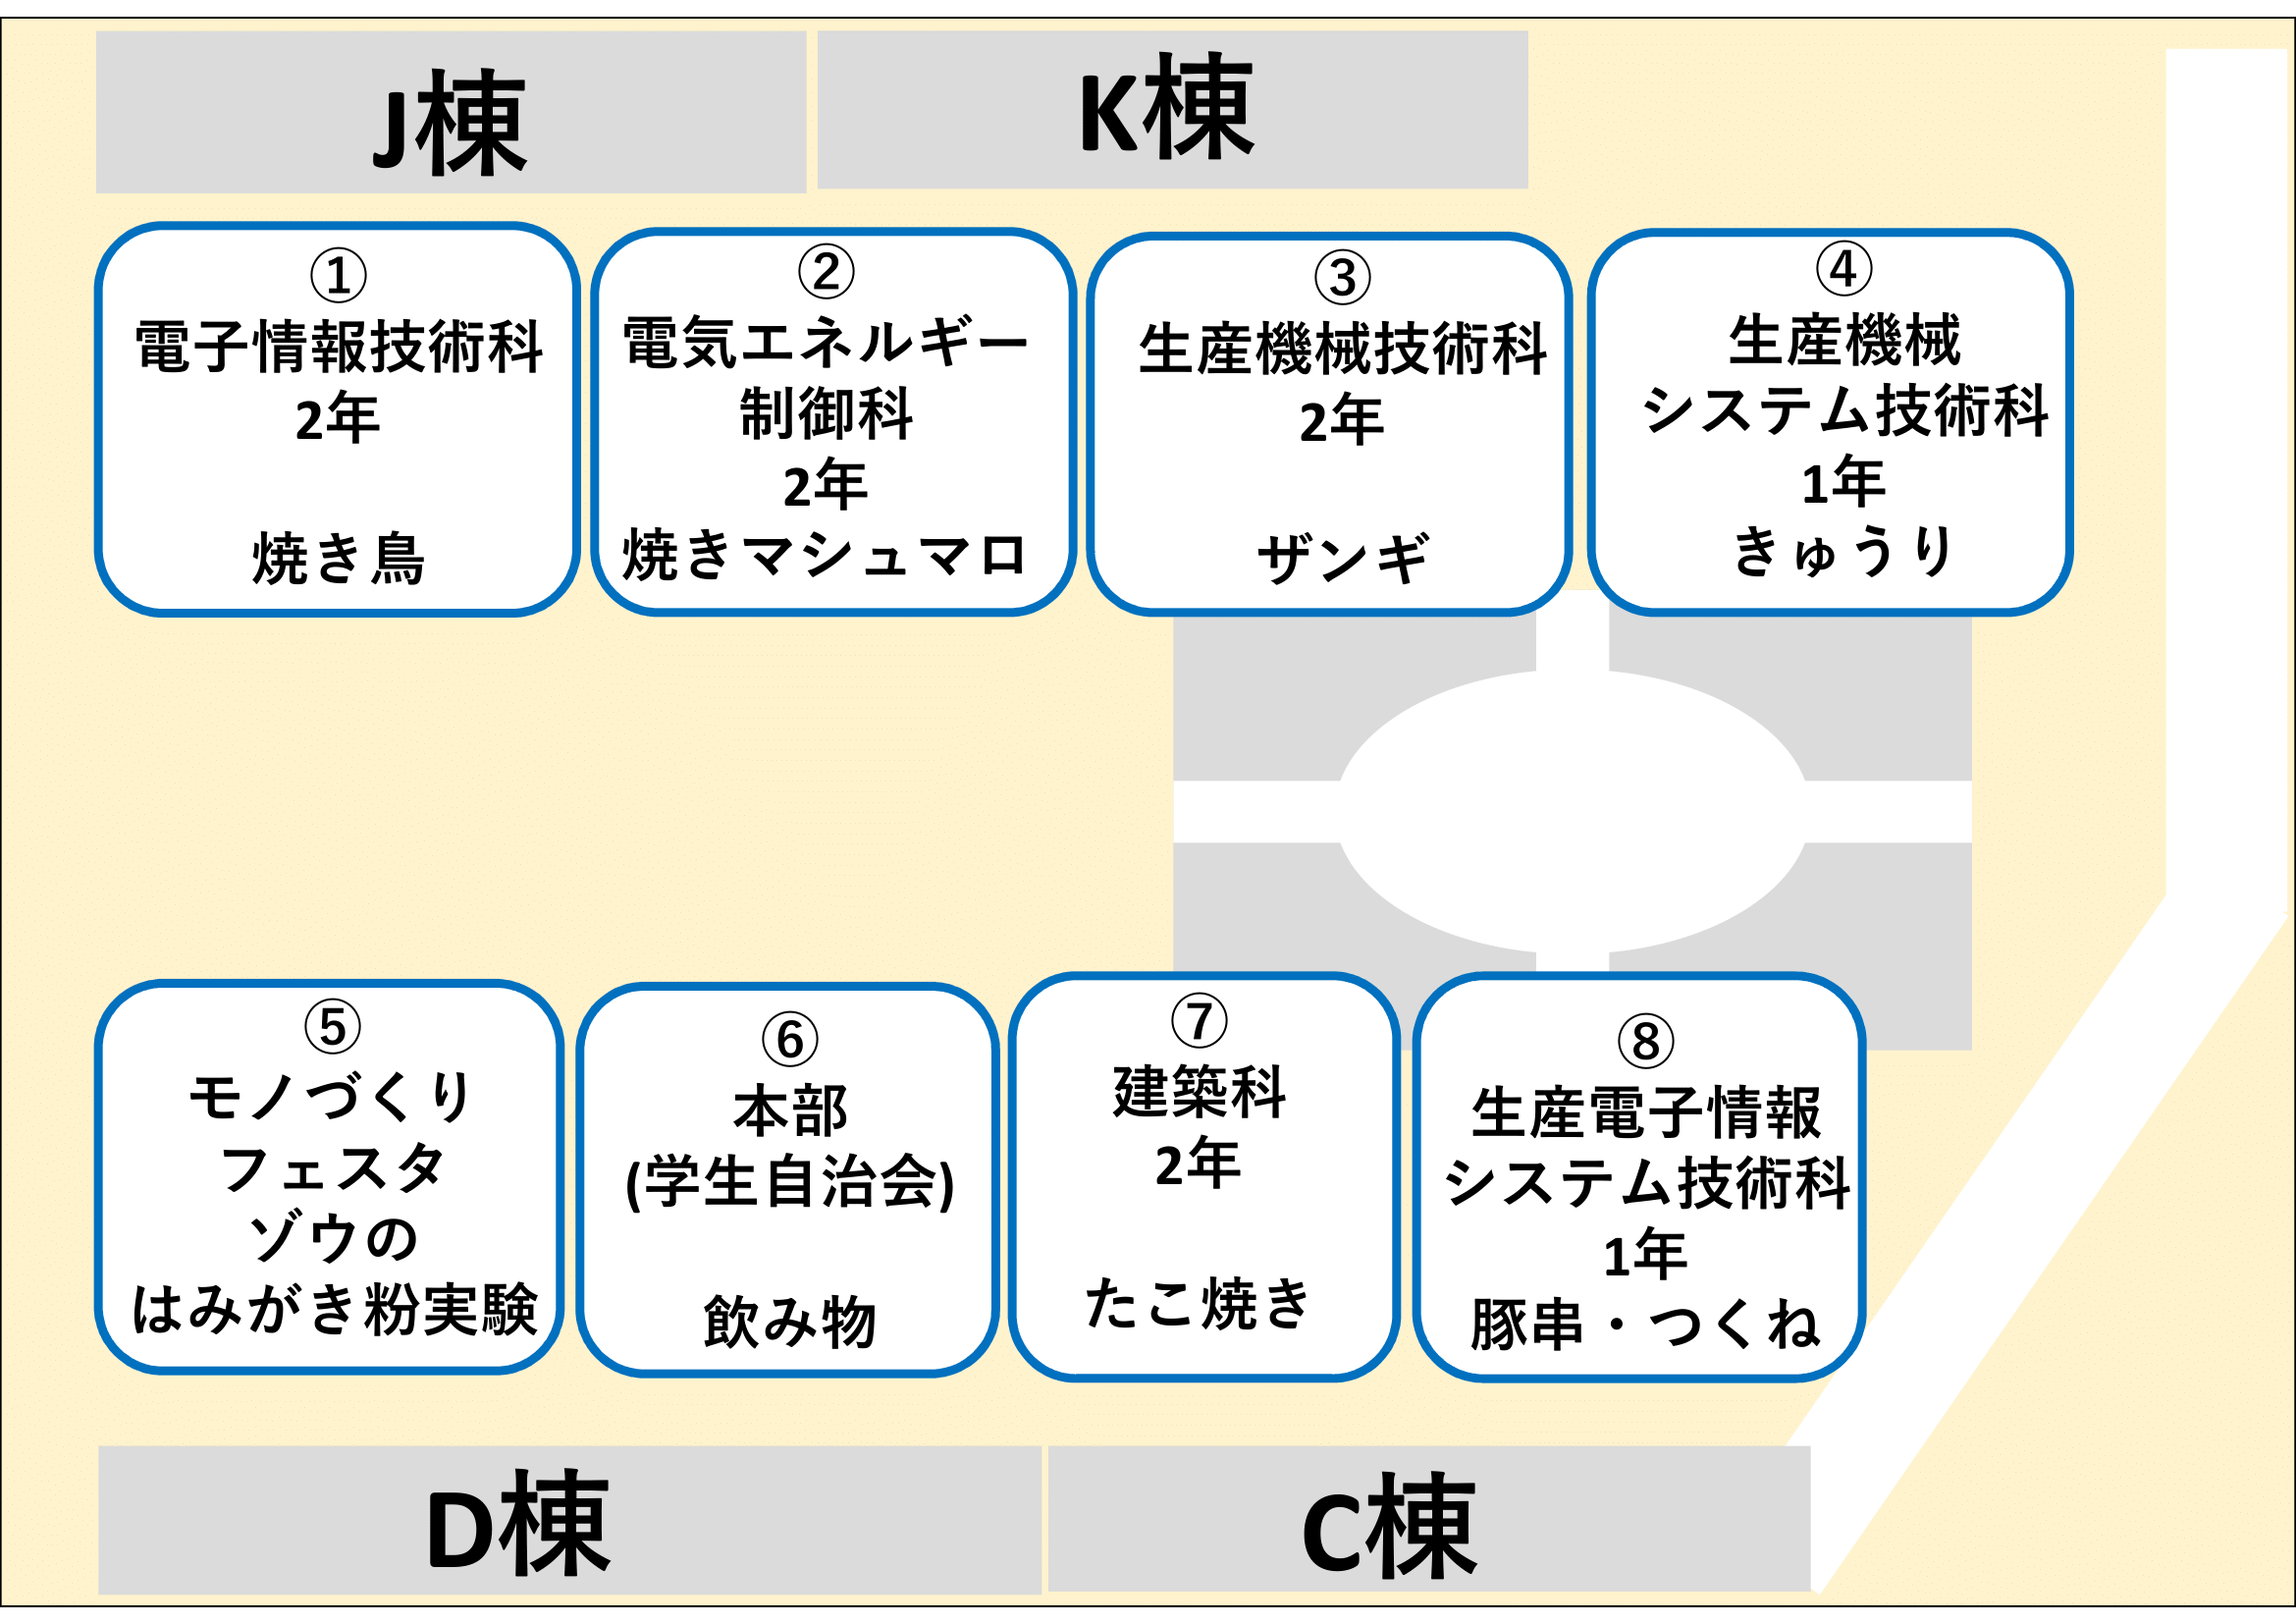 J棟
K棟
①
電子情報技術科
2年
焼き鳥
②
電気エネルギー
制御科
2年
焼きマシュマロ
③
生産機械技術科
2年
ザンギ
④
生産機械
システム技術科
1年
きゅうり
⑤
モノづくり
フェスタ
ゾウの
はみがき粉実験
⑥
本部
(学生自治会)
飲み物
⑦
建築科
2年
たこ焼き
⑧
生産電子情報
システム技術科
1年
豚串・つくね
D棟
C棟